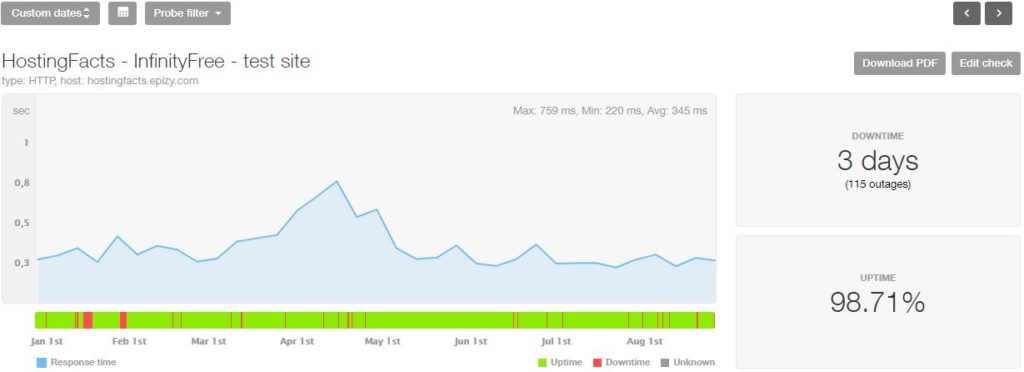 Custom dates
Probe filter
HostingFacts - InfinityFree - test site
type: HTTP, host: hostingfacts.epizy.com
Download PDF
Edit check
sec
Max: 759 ms, Min: 220 ms, Avg: 345 ms
1
0,8
0,5
0,3
Jan 1st Feb 1st Mar 1st Apr 1st May 1st Jun 1st Jul 1st Aug 1st
Response time
Uptime Downtime Unknown
DOWNTIME
3 days
(115 outages)
UPTIME
98.71%